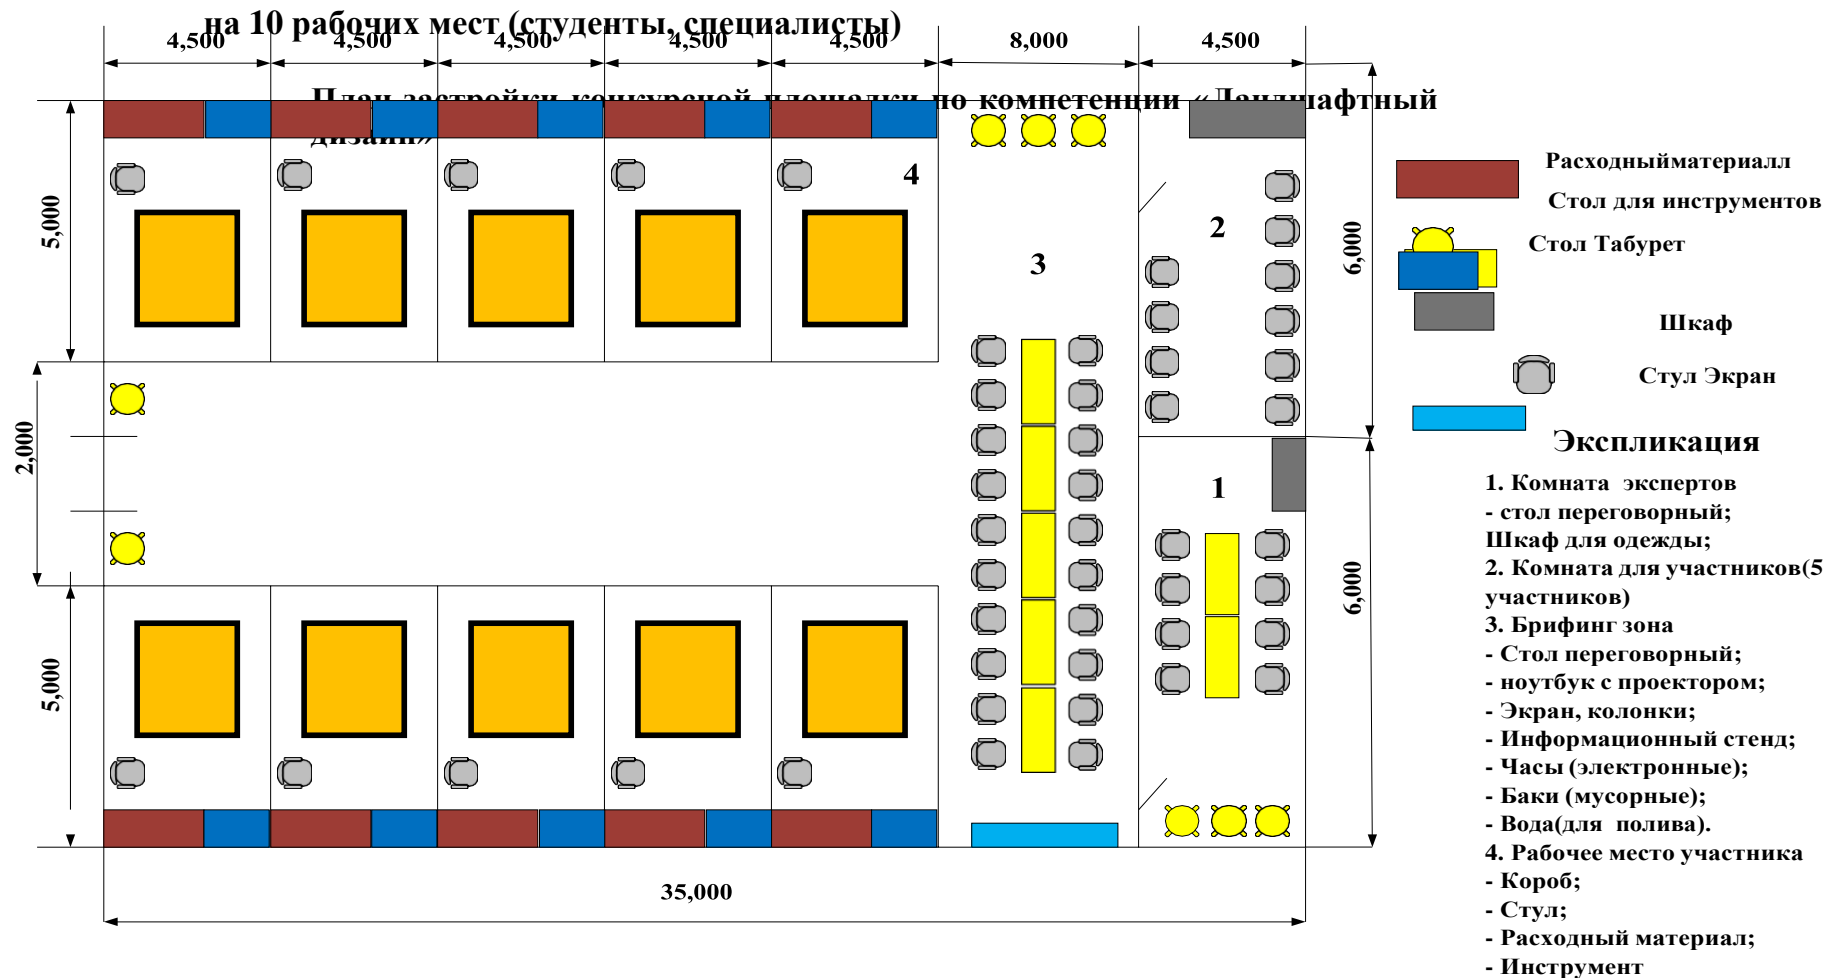 на 10 рабочих мест (студенты, специалисты)
4,500 4,500 4,500 4,500 4,500 8,000 4,500
План застройки конкурсной площадки по компетенции «Ландшафтный
дизайн»
5,000
2,000
5,000
4
3
2
1
6,000
6,000
35,000
Расходныйматериалл
Стол для инструментов
Стол Табурет
Шкаф
Стул Экран
Экспликация
1. Комната экспертов
- стол переговорный;
Шкаф для одежды;
2. Комната для участников(5
участников)
3. Брифинг зона
- Стол переговорный;
- ноутбук с проектором;
- Экран, колонки;
- Информационный стенд;
- Часы (электронные);
- Баки (мусорные);
- Вода(для полива).
4. Рабочее место участника
- Короб;
- Стул;
- Расходный материал;
- Инструмент